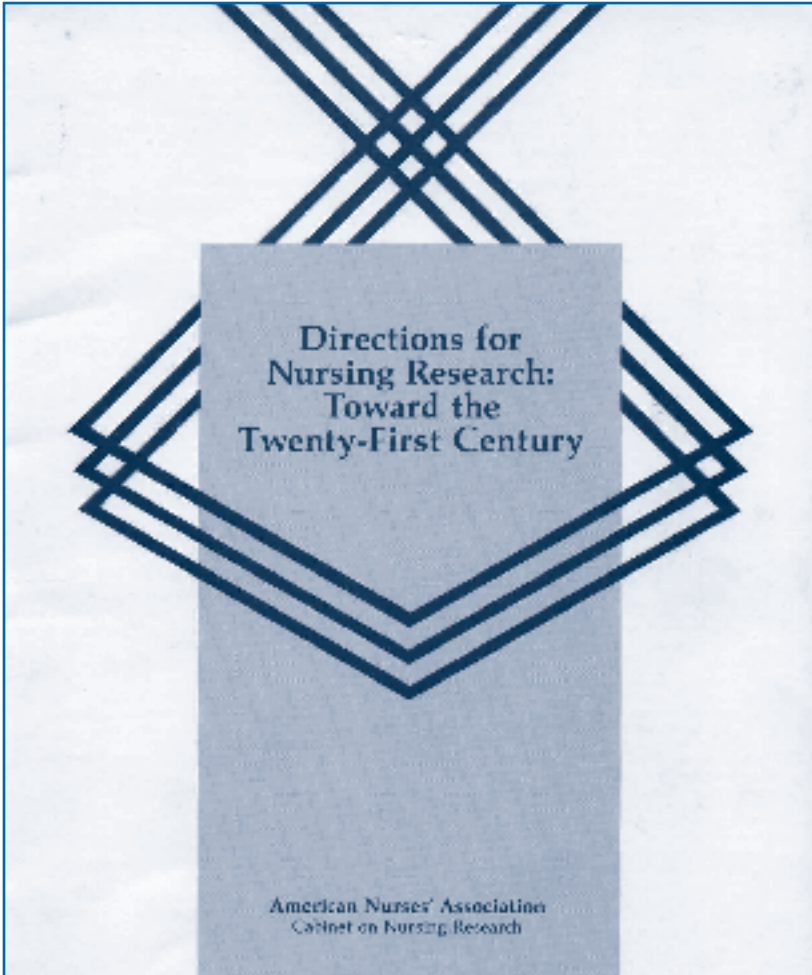 Directions for
Nursing Research:
Toward the
Twenty-First Century
American Nurses' Association
Cabinet on Nursing Research